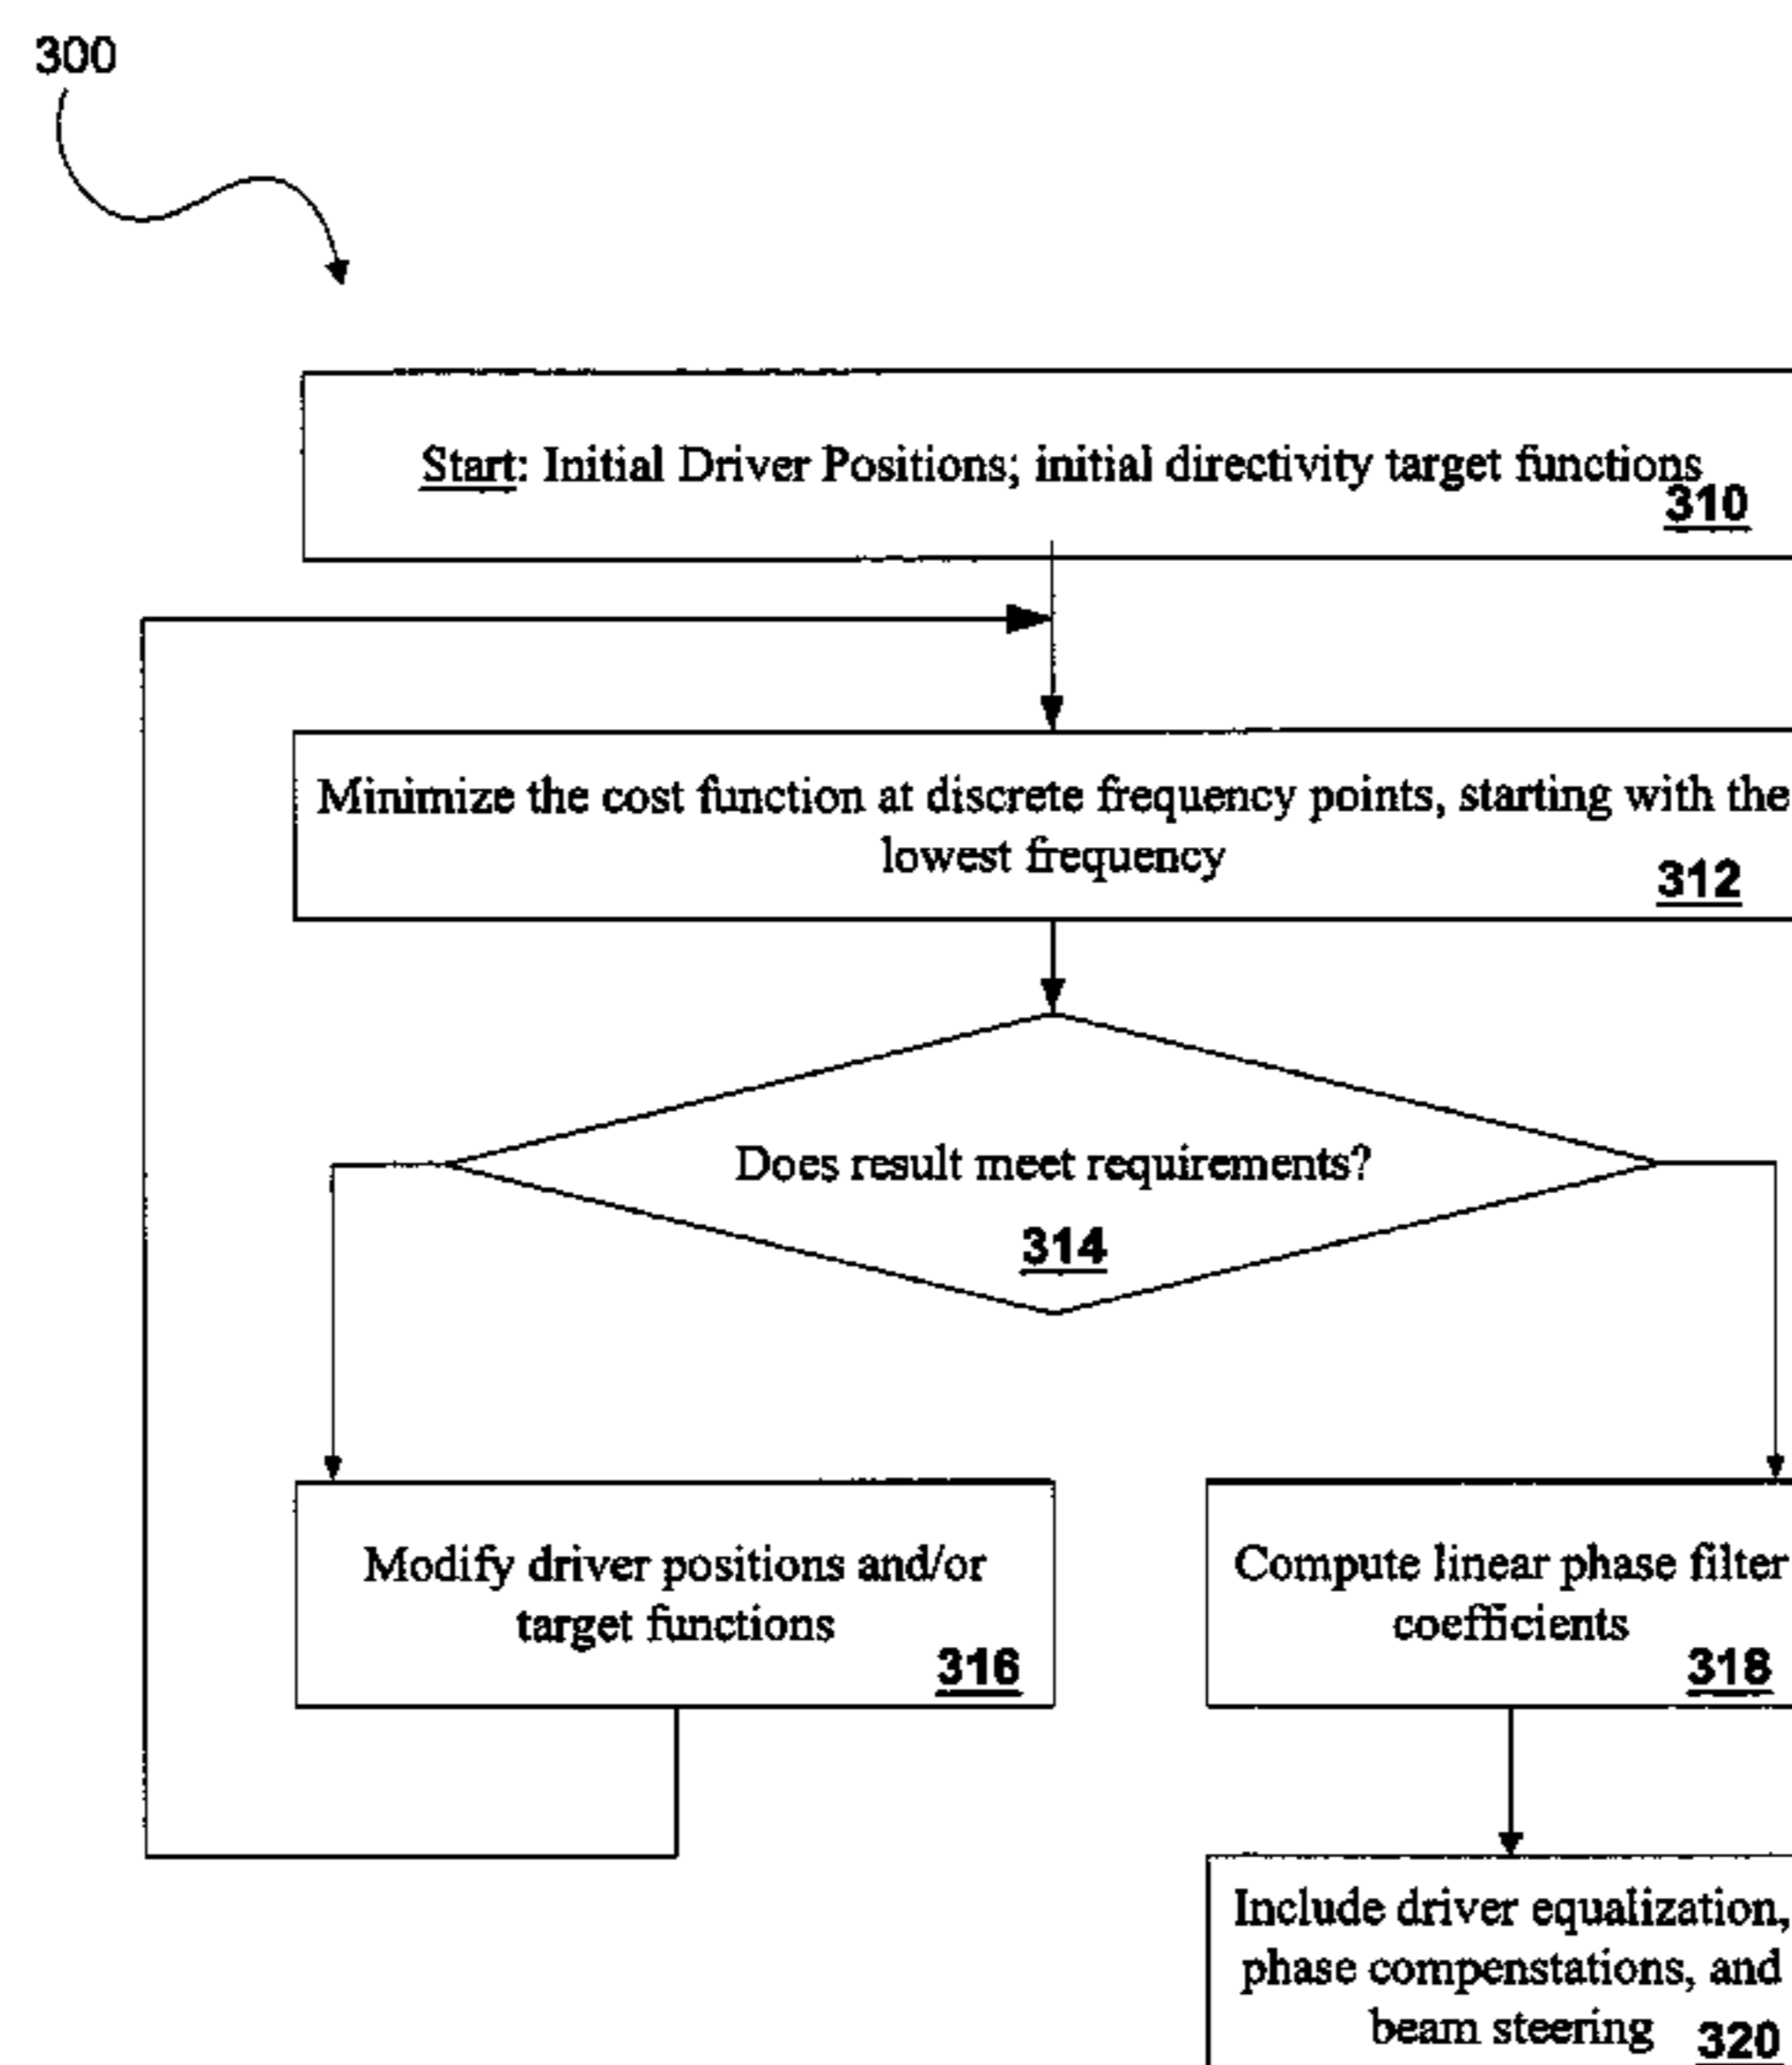 300
Start: Initial Driver Positions; initial directivity target functions
310
Minimize the cost function at discrete frequency points, starting with the
lowest frequency
312
Does result meet requirements?
314
Modify driver positions and/or
target functions
316
Compute linear phase filter
coefficients
318
Include driver equalization,
phase compenstations, and
beam steering
320